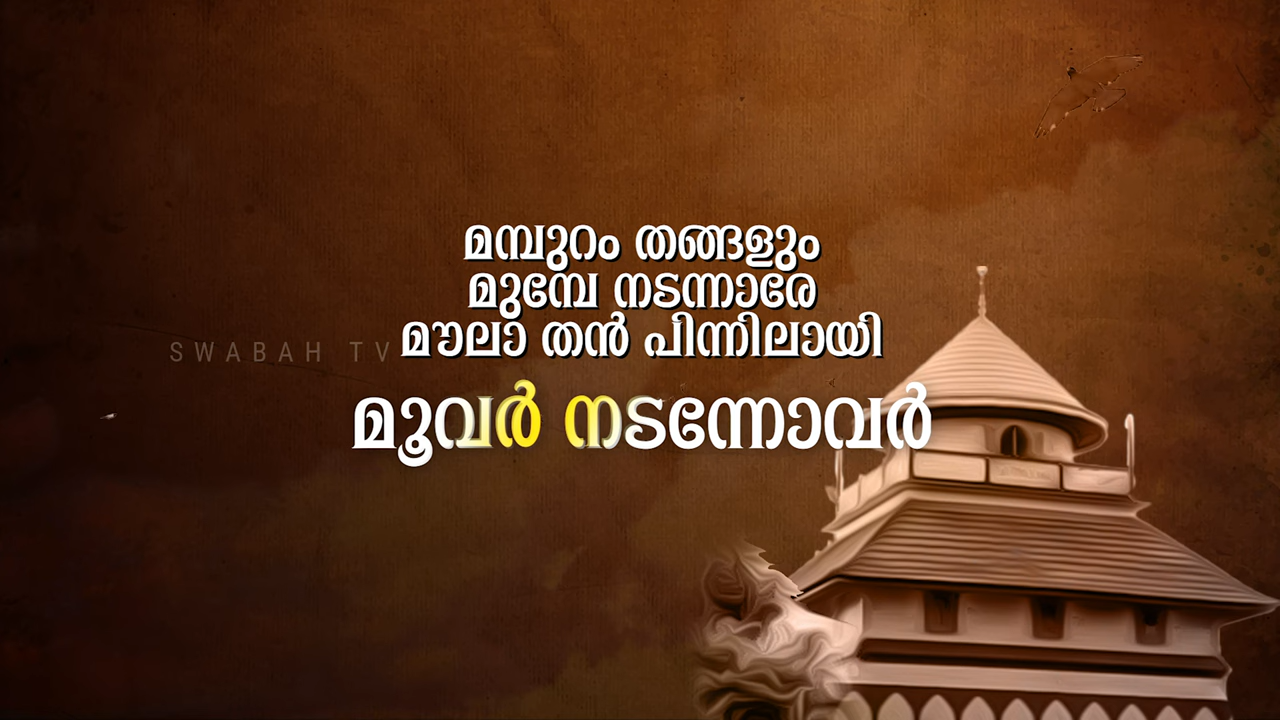 മമ്പുറം തങ്ങളും
മുമ്പേ നടന്നാരേ
മൗലാ തൻ പിന്നിലായി
SWABAH TV
മൂവർ നടന്നോവർ